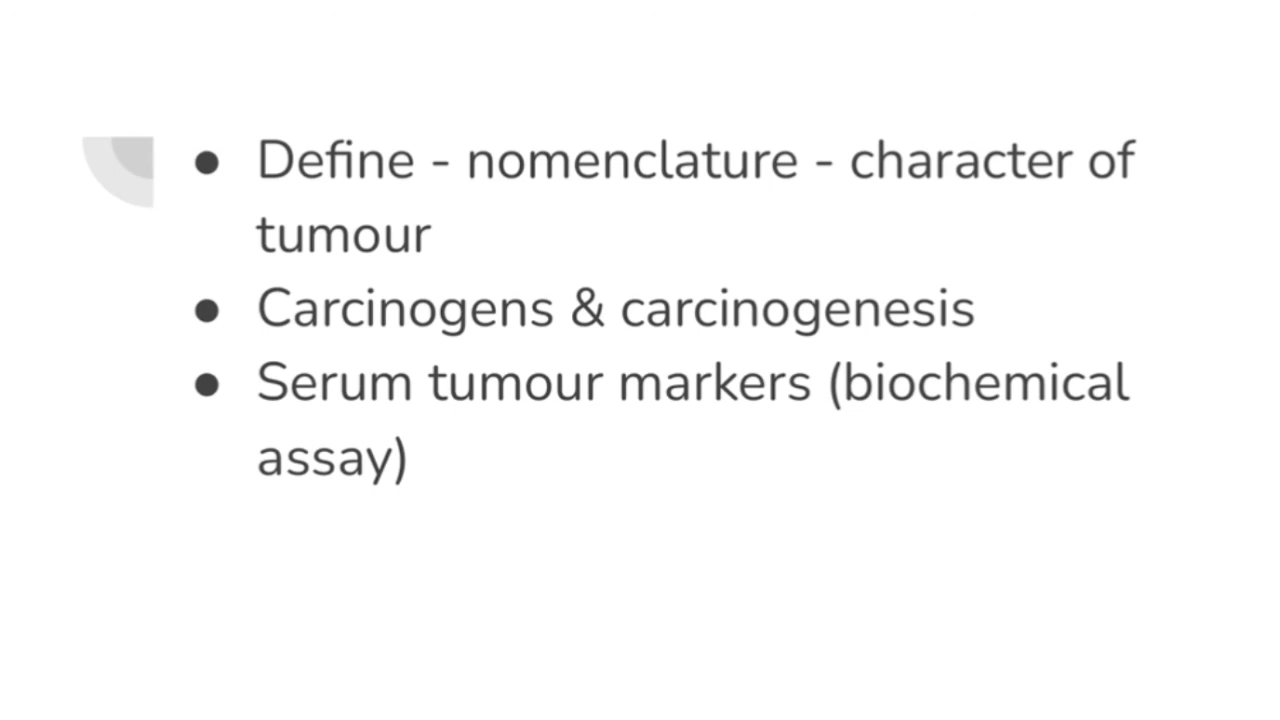 ● Define - nomenclature - character of
tumour
● Carcinogens & carcinogenesis
● Serum tumour markers (biochemical
assay)